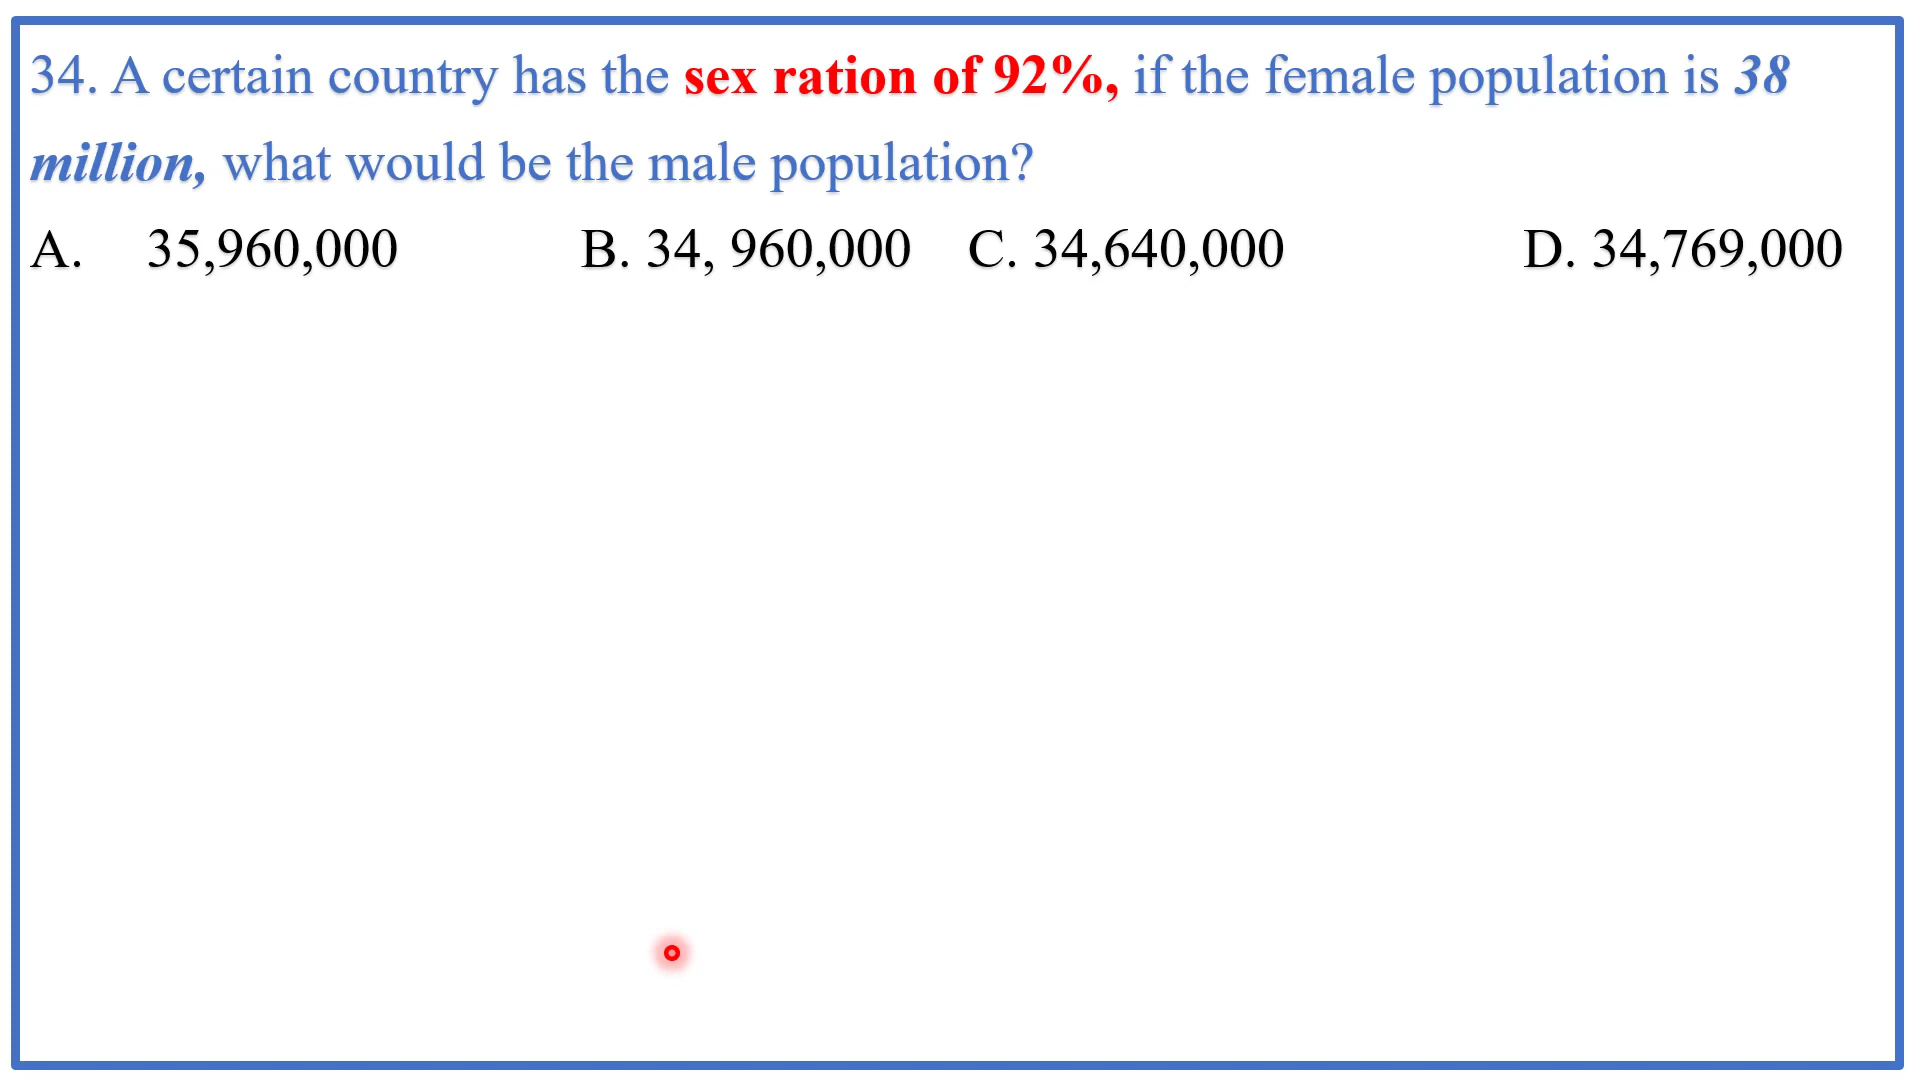 34. A certain country has the sex ration of 92%, if the female population is 38
million, what would be the male population?
A. 35,960,000 B. 34, 960,000 C. 34,640,000 D. 34,769,000